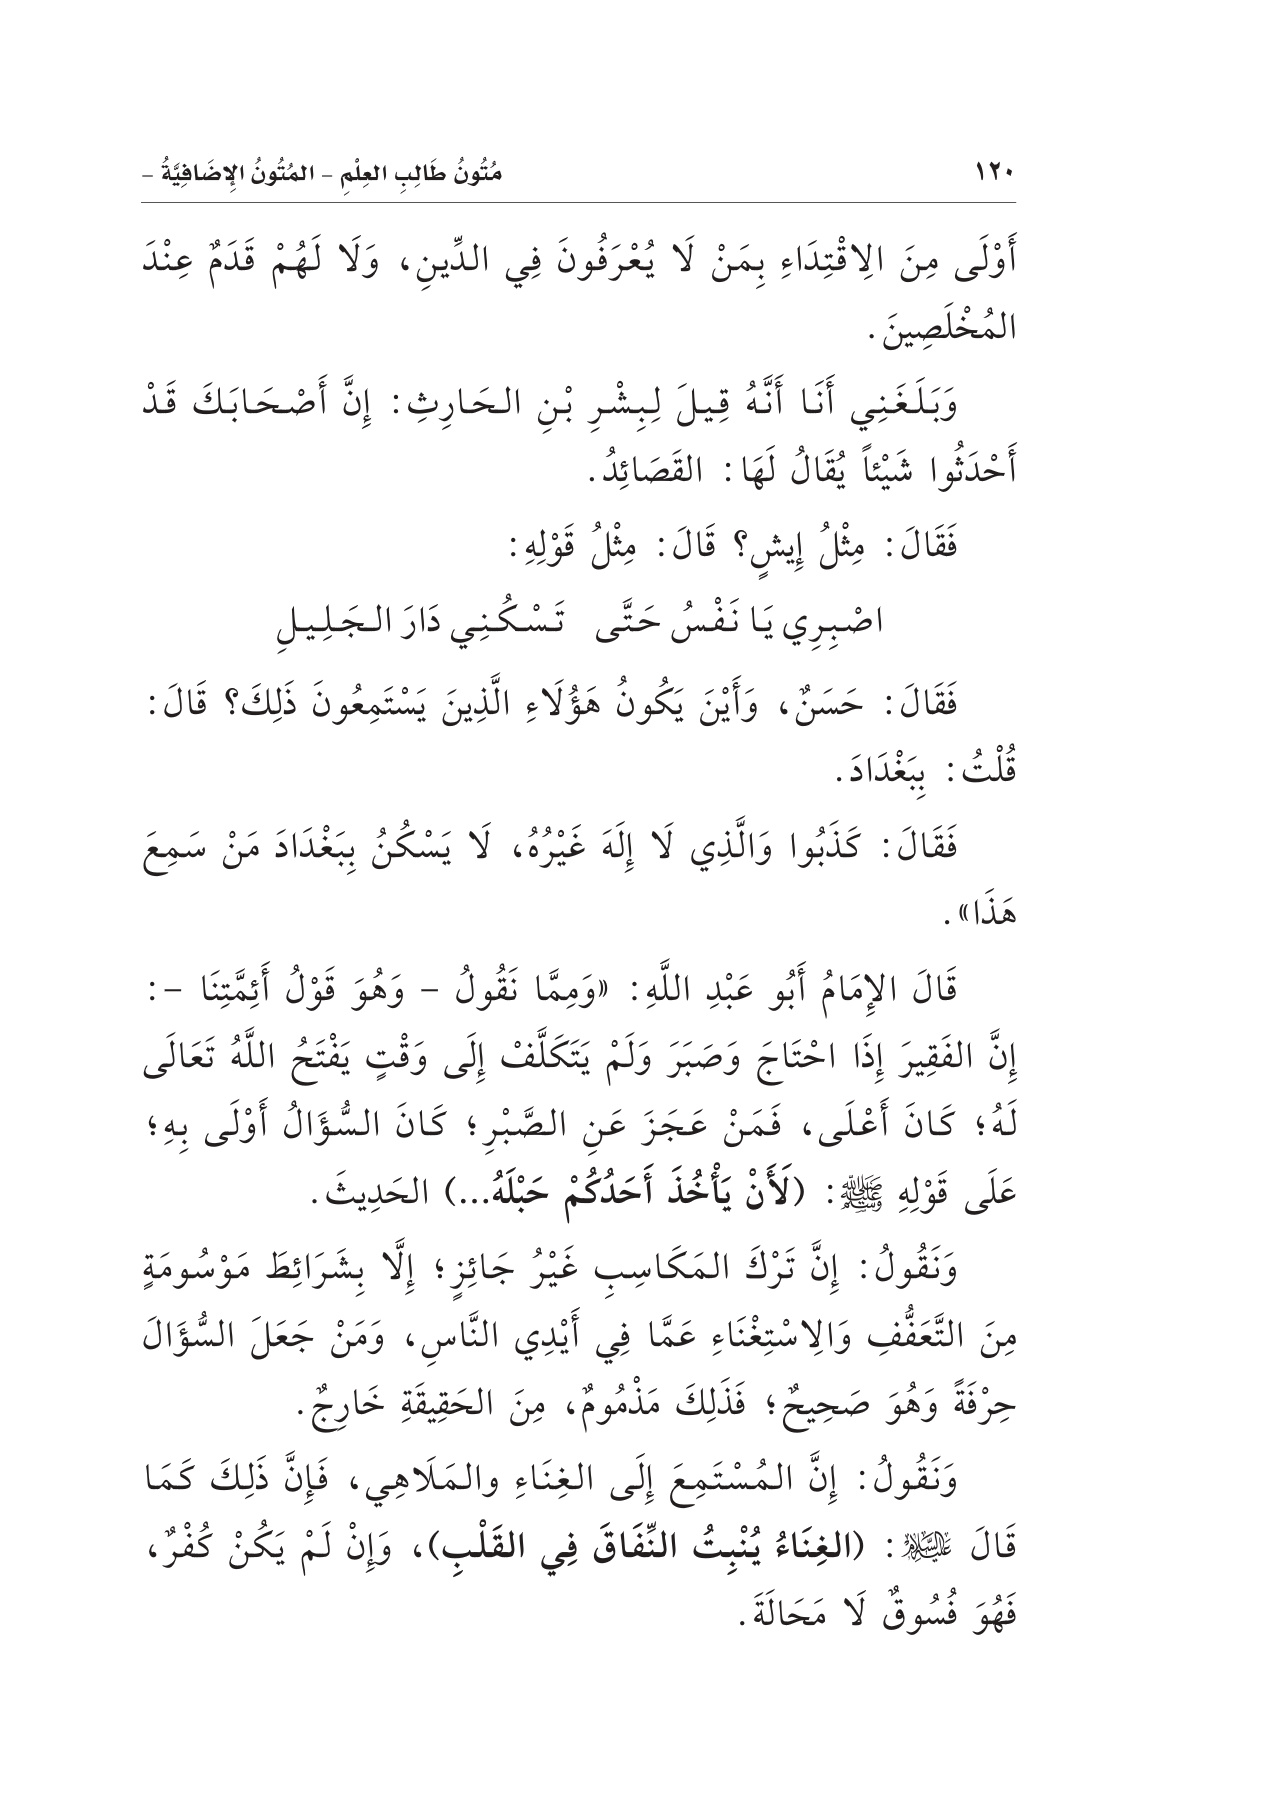 ١٢٠ مُتُونُ طَالِبِ العِلْمِ - المُتُونُ الإِضَافِيَّةُ -
أَوْلَى مِنَ الِاقْتِدَاءِ بِمَنْ لَا يُعْرَفُونَ فِي الدِّينِ، وَلَا لَهُمْ قَدَمٌ عِنْدَ
المُخْلَصِينَ.
وَبَلَغَنِي أَنَا أَنَّهُ قِيلَ لِبِشْرِ بْنِ الحَارِثِ: إِنَّ أَصْحَابَكَ قَدْ
أَحْدَثُوا شَيْئاً يُقَالُ لَهَا: القَصَائِدُ.
فَقَالَ: مِثْلُ إِيشٍ؟ قَالَ: مِثْلُ قَوْلِهِ:
اصْبِرِي يَا نَفْسُ حَتَّى تَسْكُنِي دَارَ الجَلِيلِ
فَقَالَ: حَسَنٌ، وَأَيْنَ يَكُونُ هَؤُلَاءِ الَّذِينَ يَسْتَمِعُونَ ذَلِكَ؟ قَالَ:
قُلْتُ: بِبَغْدَادَ.
فَقَالَ: كَذَبُوا وَالَّذِي لَا إِلَهَ غَيْرُهُ، لَا يَسْكُنُ بِبَغْدَادَ مَنْ سَمِعَ
هَذَا».
قَالَ الإِمَامُ أَبُو عَبْدِ اللَّهِ: «وَمِمَّا نَقُولُ - وَهُوَ قَوْلُ أَئِمَّتِنَا -:
إِنَّ الفَقِيرَ إِذَا احْتَاجَ وَصَبَرَ وَلَمْ يَتَكَلَّفْ إِلَى وَقْتٍ يَفْتَحُ اللَّهُ تَعَالَى
لَهُ؛ كَانَ أَعْلَى، فَمَنْ عَجَزَ عَنِ الصَّبْرِ؛ كَانَ السُّؤَالُ أَوْلَى بِهِ؛
عَلَى قَوْلِهِ ﷺ: (لَأَنْ يَأْخُذَ أَحَدُكُمْ حَبْلَهُ...) الحَدِيثَ.
وَنَقُولُ: إِنَّ تَرْكَ المَكَاسِبِ غَيْرُ جَائِزٍ؛ إِلَّا بِشَرَائِطَ مَوْسُومَةٍ
مِنَ التَّعَفُّفِ وَالِاسْتِغْنَاءِ عَمَّا فِي أَيْدِي النَّاسِ، وَمَنْ جَعَلَ السُّؤَالَ
حِرْفَةً وَهُوَ صَحِيحٌ؛ فَذَلِكَ مَذْمُومٌ، مِنَ الحَقِيقَةِ خَارِجٌ.
وَنَقُولُ: إِنَّ المُسْتَمِعَ إِلَى الغِنَاءِ والمَلَاهِي، فَإِنَّ ذَلِكَ كَمَا
قَالَ عَلَيْهِ السَّلَامُ: (الغِنَاءُ يُنْبِتُ النِّفَاقَ فِي القَلْبِ)، وَإِنْ لَمْ يَكُنْ كُفْرٌ،
فَهُوَ فُسُوقٌ لَا مَحَالَةَ.